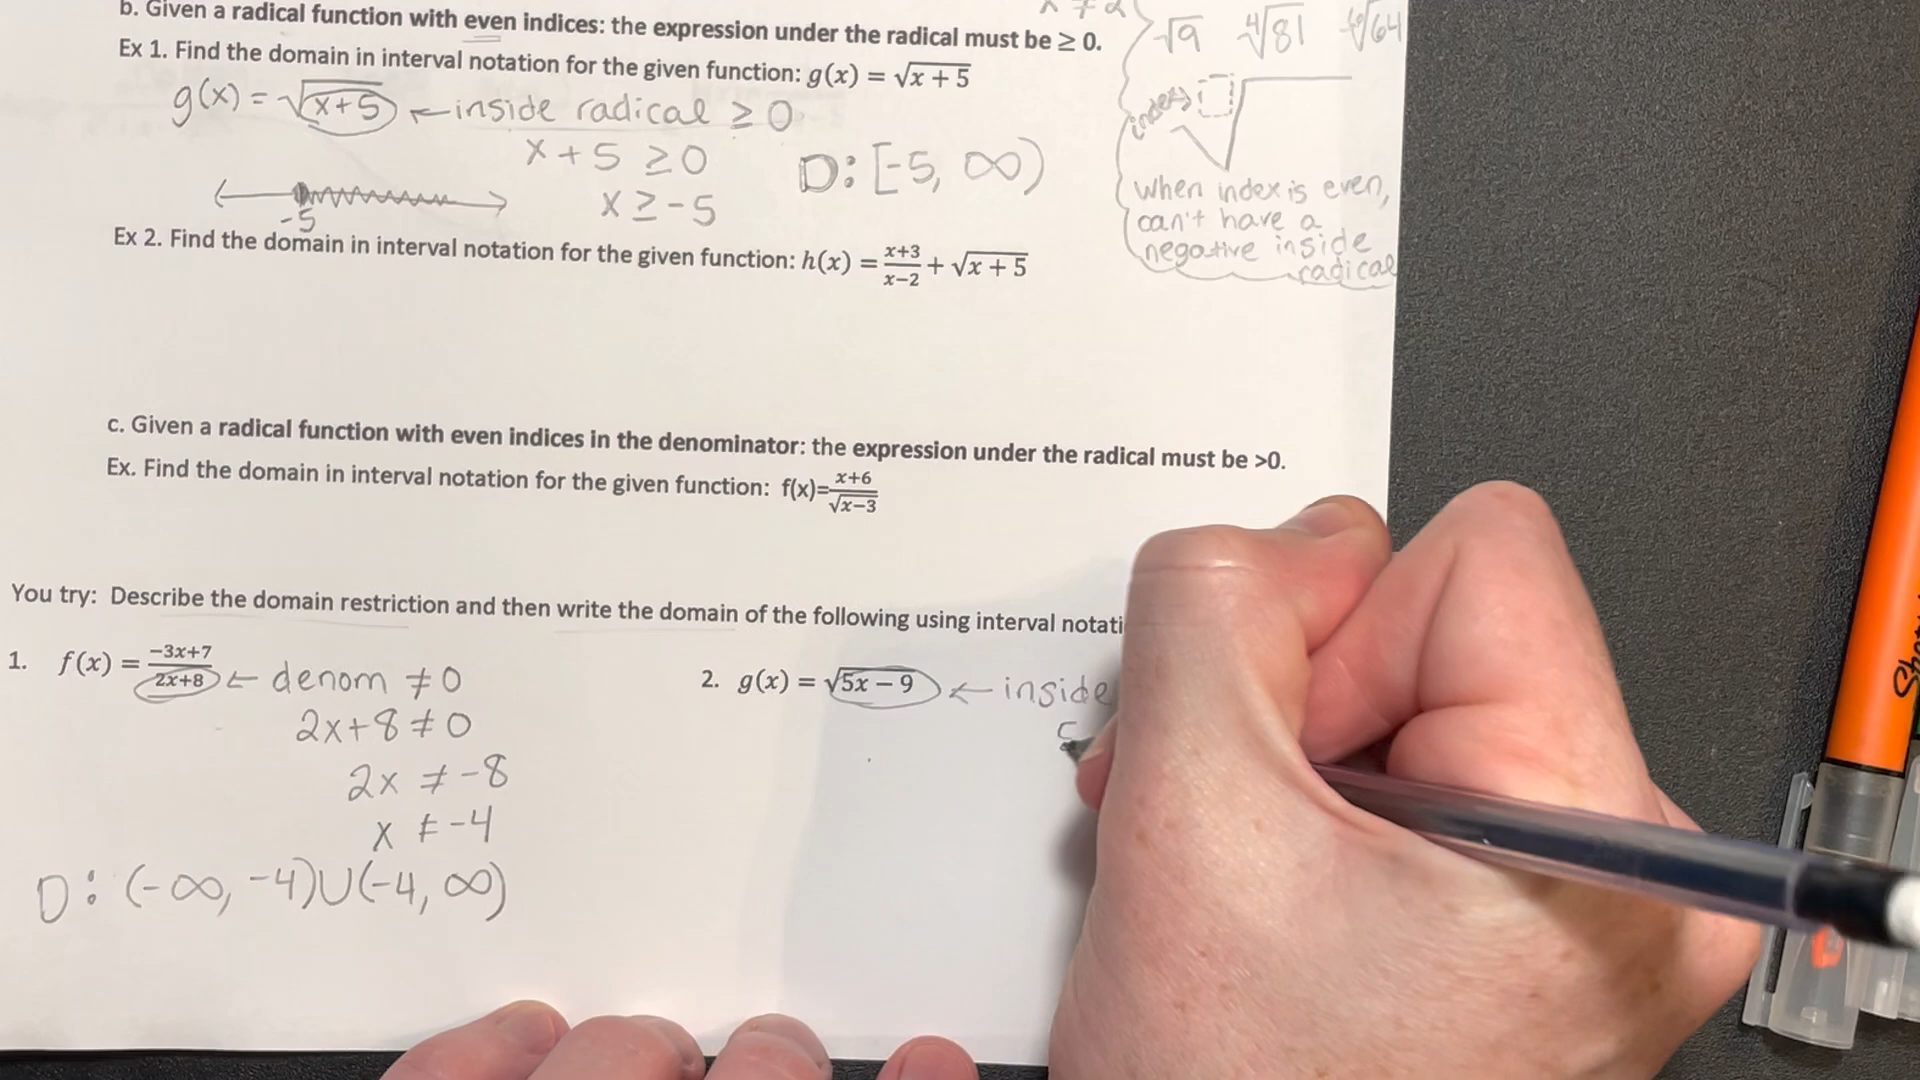 b. Given a radical function with even indices: the expression under the radical must be ≥ 0.
√9 ∜81 ⁶√64
Ex 1. Find the domain in interval notation for the given function: g(x) = √x + 5
g(x) = √x+5 ← inside radical ≥ 0
index→
x + 5 ≥ 0
D: [-5, ∞)
x ≥ -5
-5
when index is even,
can't have a
negative inside
radical
Ex 2. Find the domain in interval notation for the given function: h(x) = x+3/x−2 + √x + 5
c. Given a radical function with even indices in the denominator: the expression under the radical must be >0.
Ex. Find the domain in interval notation for the given function: f(x)= x+6/√x−3
You try: Describe the domain restriction and then write the domain of the following using interval notati
1. f(x) = −3x+7/2x+8 ← denom ≠ 0
2x+8 ≠ 0
2x ≠ -8
x ≠ -4
D: (-∞, -4)U(-4, ∞)
2. g(x) = √5x − 9 ← inside
5